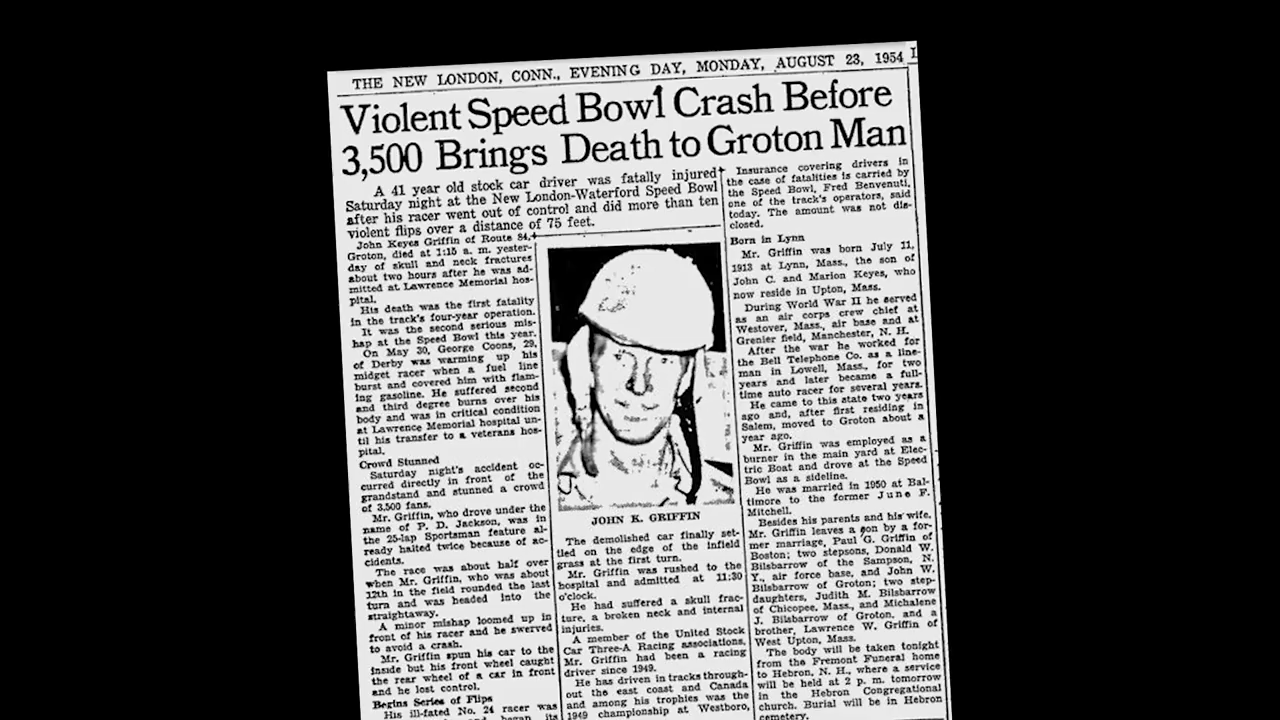 THE NEW LONDON, CONN., EVENING DAY, MONDAY, AUGUST 23, 1954
Violent Speed Bowl Crash Before
3,500 Brings Death to Groton Man
A 41 year old stock car driver was fatally injured
Saturday night at the New London-Waterford Speed Bowl
after his racer went out of control and did more than ten
violent flips over a distance of 75 feet.
John Keyes Griffin of Route 84,
Groton, died at 1:15 a. m. yester-
day of skull and neck fractures
about two hours after he was ad-
mitted at Lawrence Memorial hos-
pital.
His death was the first fatality
in the track's four-year operation.
It was the second serious mis-
hap at the Speed Bowl this year.
On May 30, George Coons, 29,
of Derby was warming up his
midget racer when a fuel line
burst and covered him with flam-
ing gasoline. He suffered second
and third degree burns over his
body and was in critical condition
at Lawrence Memorial hospital un-
til his transfer to a veterans hos-
pital.
Crowd Stunned
Saturday night's accident oc-
curred directly in front of the
grandstand and stunned a crowd
of 3,500 fans.
Mr. Griffin, who drove under the
name of P. D. Jackson, was in
the 25-lap Sportsman feature al-
ready halted twice because of ac-
cidents.
The race was about half over
when Mr. Griffin, who was about
12th in the field rounded the last
turn and was headed into the
straightaway.
A minor mishap loomed up in
front of his racer and he swerved
to avoid a crash.
Mr. Griffin spun his car to the
inside but his front wheel caught
the rear wheel of a car in front
and he lost control.
Begins Series of Flips
His ill-fated No. 24 racer was
began its
JOHN K. GRIFFIN
The demolished car finally set-
tled on the edge of the infield
grass at the first turn.
Mr. Griffin was rushed to the
hospital and admitted at 11:30
o'clock.
He had suffered a skull frac-
ture, a broken neck and internal
injuries.
A member of the United Stock
Car Three-A Racing associations,
Mr. Griffin had been a racing
driver since 1949.
He has driven in tracks through-
out the east coast and Canada
and among his trophies was the
1949 championship at Westboro,
Insurance covering drivers in
the case of fatalities is carried by
the Speed Bowl, Fred Benvenuti,
one of the track's operators, said
today. The amount was not dis-
closed.
Born in Lynn
Mr. Griffin was born July 11,
1913 at Lynn, Mass., the son of
John C. and Marion Keyes, who
now reside in Upton, Mass.
During World War II he served
as an air corps crew chief at
Westover, Mass., air base and at
Grenier field, Manchester, N. H.
After the war he worked for
the Bell Telephone Co. as a line-
man in Lowell, Mass., for two
years and later became a full-
time auto racer for several years.
He came to this state two years
ago and, after first residing in
Salem, moved to Groton about a
year ago.
Mr. Griffin was employed as a
burner in the main yard at Elec-
tric Boat and drove at the Speed
Bowl as a sideline.
He was married in 1950 at Bal-
timore to the former June F.
Mitchell.
Besides his parents and his wife,
Mr. Griffin leaves a son by a for-
mer marriage, Paul G. Griffin of
Boston; two stepsons, Donald W.
Bilsbarrow of the Sampson, N.
Y., air force base, and John W.
Bilsbarrow of Groton; two step-
daughters, Judith M. Bilsbarrow
of Chicopee, Mass., and Michalene
J. Bilsbarrow of Groton, and a
brother, Lawrence W. Griffin of
West Upton, Mass.
The body will be taken tonight
from the Fremont Funeral home
to Hebron, N. H., where a service
will be held at 2 p. m. tomorrow
in the Hebron Congregational
church. Burial will be in Hebron
cemetery.